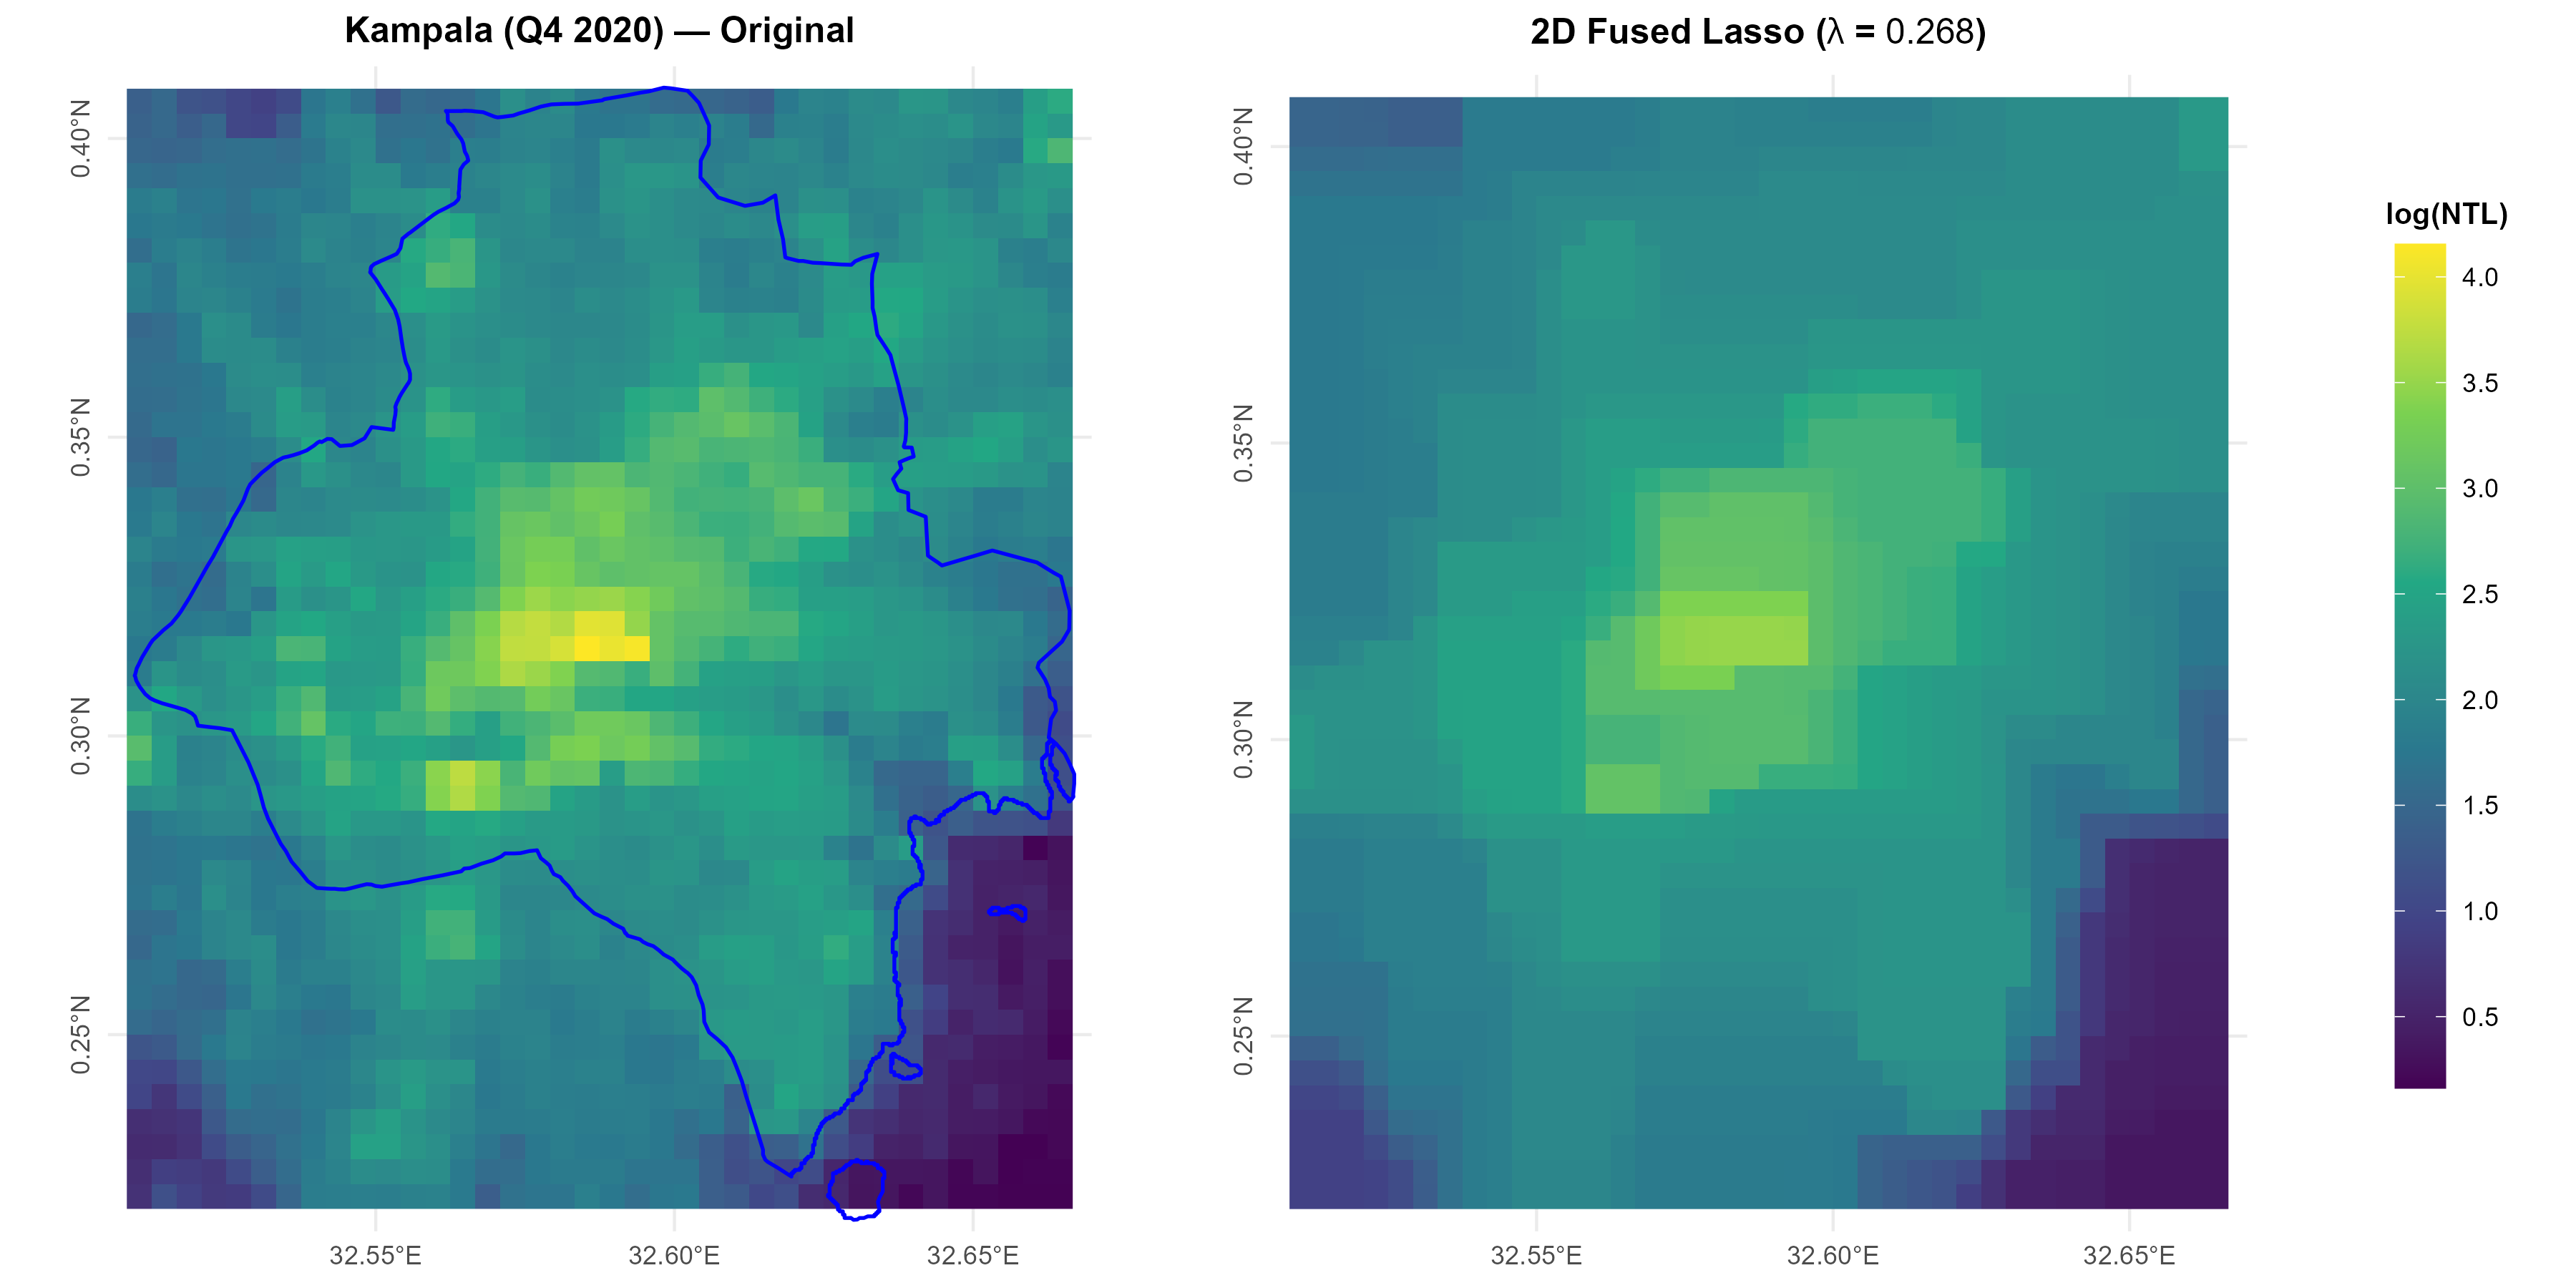 Kampala (Q4 2020) — Original
0.40°N
0.35°N
0.30°N
0.25°N
32.55°E
32.60°E
32.65°E
2D Fused Lasso (λ = 0.268)
0.40°N
0.35°N
0.30°N
0.25°N
32.55°E
32.60°E
32.65°E
log(NTL)
4.0
3.5
3.0
2.5
2.0
1.5
1.0
0.5